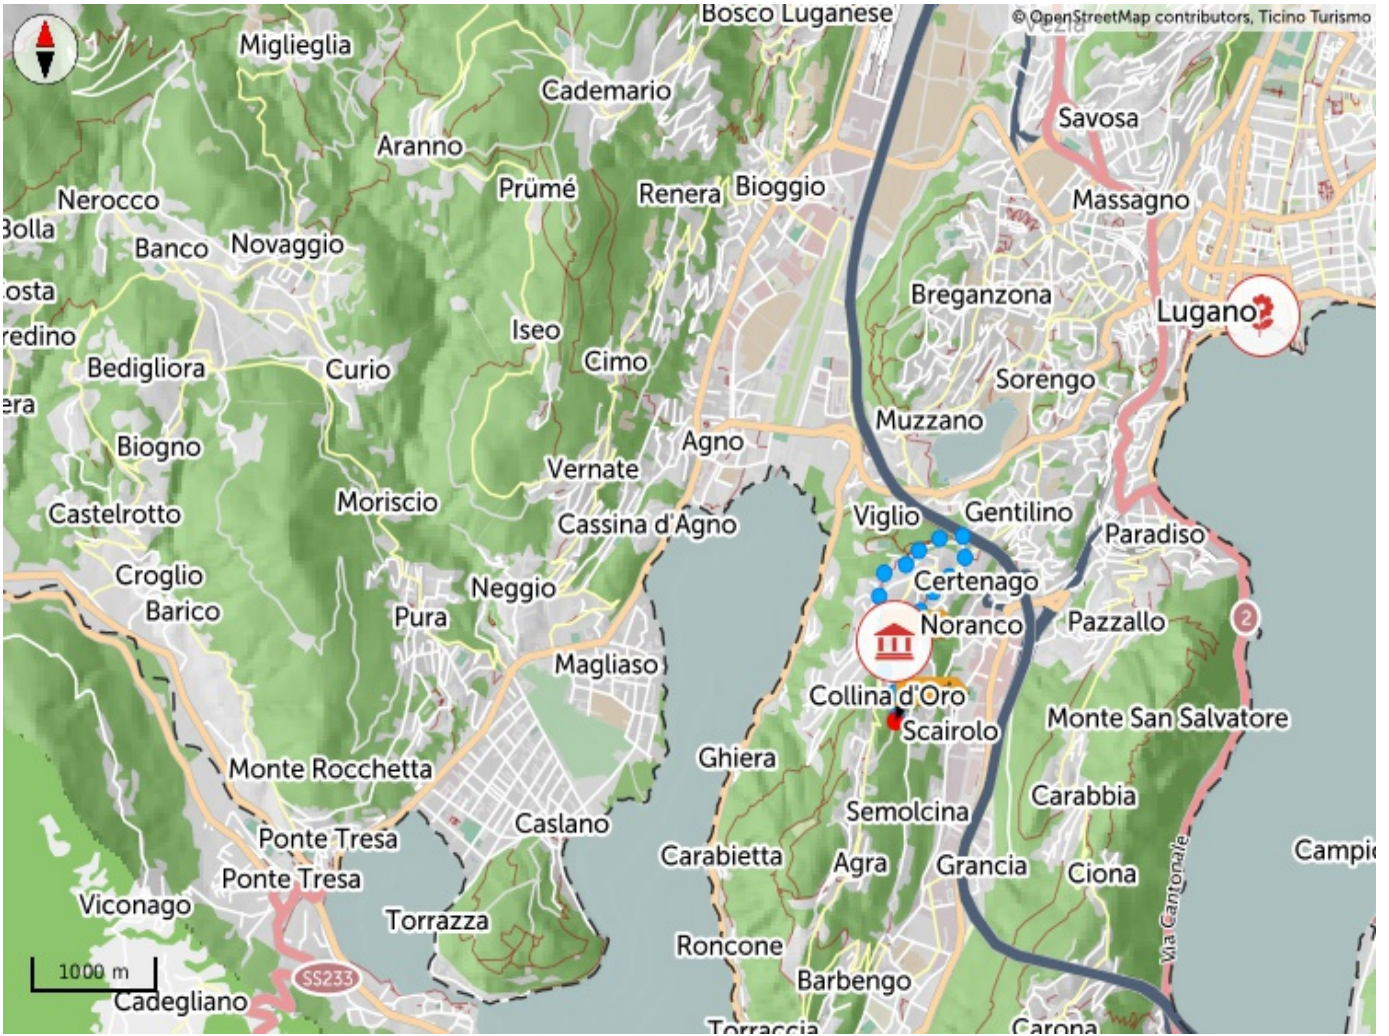 Bosco Luganese
© OpenStreetMap contributors, Ticino Turismo
Vezia
Miglieglia
Cademario
Savosa
Aranno
Prümé
Renera
Bioggio
Massagno
Nerocco
Bolla
Banco
Novaggio
osta
Breganzona
Lugano
redino
Iseo
Cimo
Bedigliora
Curio
Sorengo
era
Muzzano
Biogno
Agno
Vernate
Castelrotto
Moriscio
Cassina d'Agno
Viglio
Gentilino
Paradiso
Croglio
Neggio
Certenago
Barico
Pura
Noranco
Pazzallo
2
Magliaso
Collina d'Oro
Scairolo
Monte San Salvatore
Ghiera
Monte Rocchetta
Carabbia
Semolcina
Caslano
Ponte Tresa
Carabietta
Agra
Grancia
Ciona
Campio
Ponte Tresa
Viconago
Torrazza
Via Cantonale
Roncone
1000 m
SS233
Barbengo
Cadegliano
Torraccia
Carona